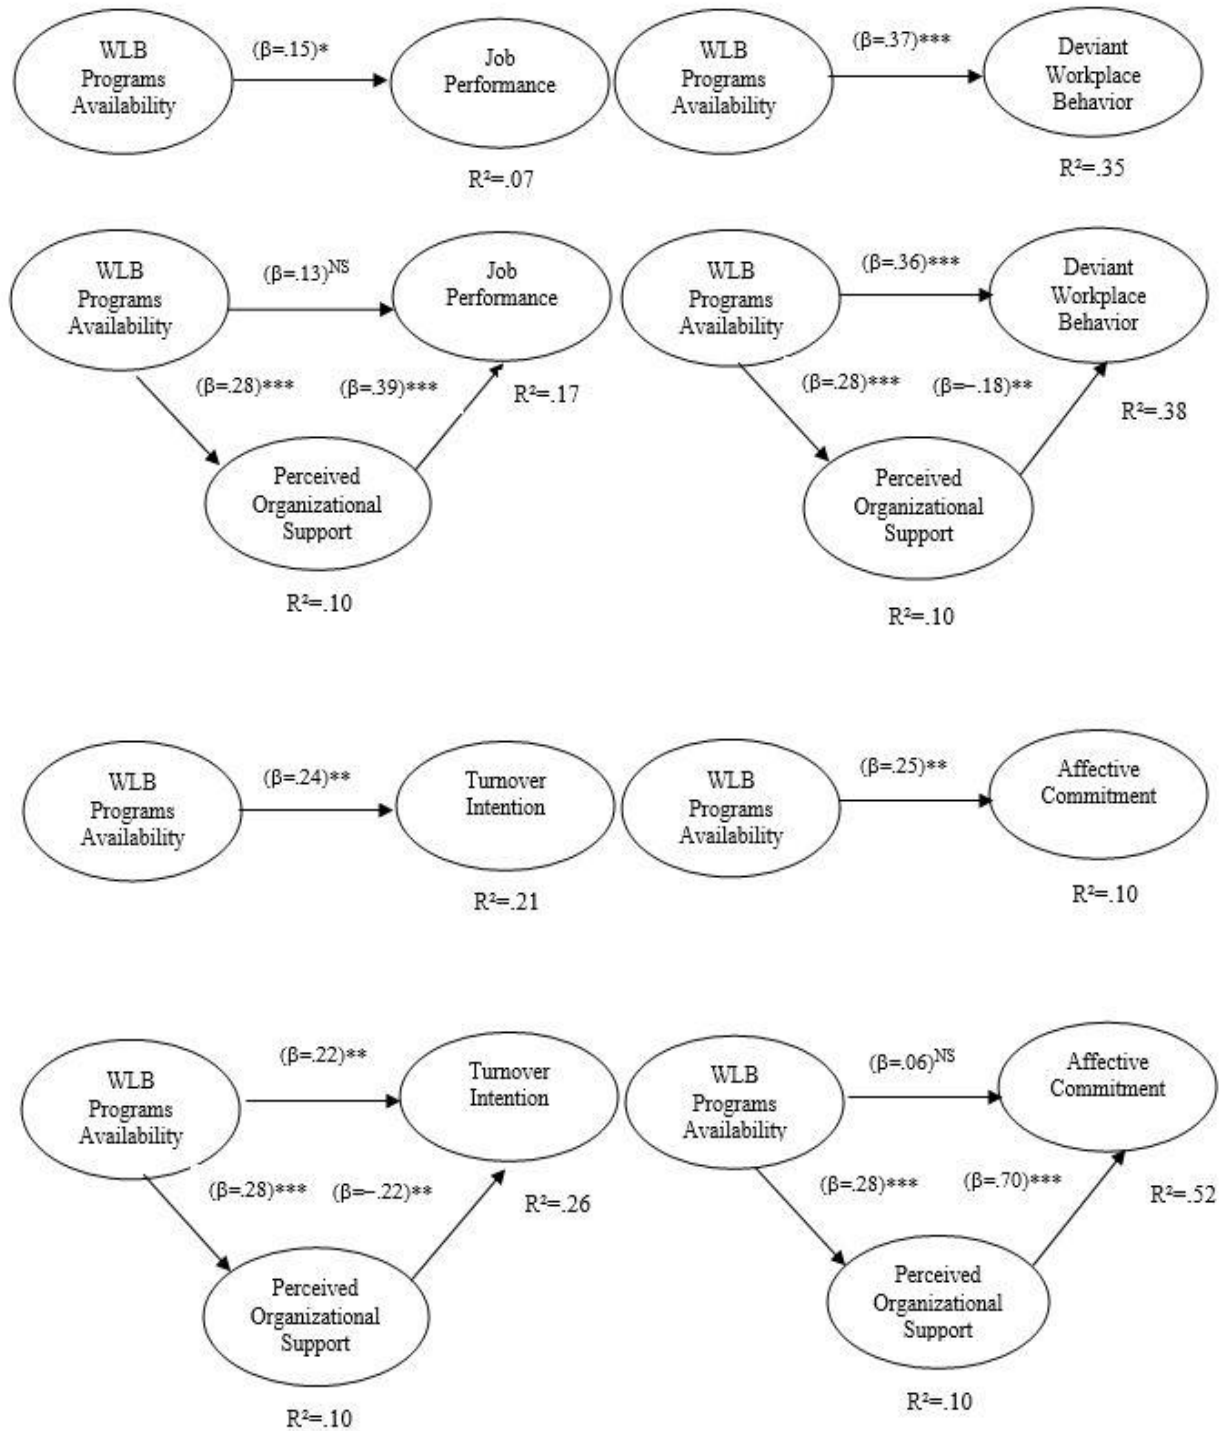 WLB
Programs
Availability
(β=.15)*
Job
Performance
R²=.07
WLB
Programs
Availability
(β=.37)***
Deviant
Workplace
Behavior
R²=.35
WLB
Programs
Availability
(β=.13)NS
Job
Performance
(β=.28)***
(β=.39)***
R²=.17
Perceived
Organizational
Support
R²=.10
WLB
Programs
Availability
(β=.36)***
Deviant
Workplace
Behavior
(β=.28)***
(β=−.18)**
R²=.38
Perceived
Organizational
Support
R²=.10
WLB
Programs
Availability
(β=.24)**
Turnover
Intention
R²=.21
WLB
Programs
Availability
(β=.25)**
Affective
Commitment
R²=.10
WLB
Programs
Availability
(β=.22)**
Turnover
Intention
(β=.28)***
(β=−.22)**
R²=.26
Perceived
Organizational
Support
R²=.10
WLB
Programs
Availability
(β=.06)NS
Affective
Commitment
(β=.28)***
(β=.70)***
R²=.52
Perceived
Organizational
Support
R²=.10